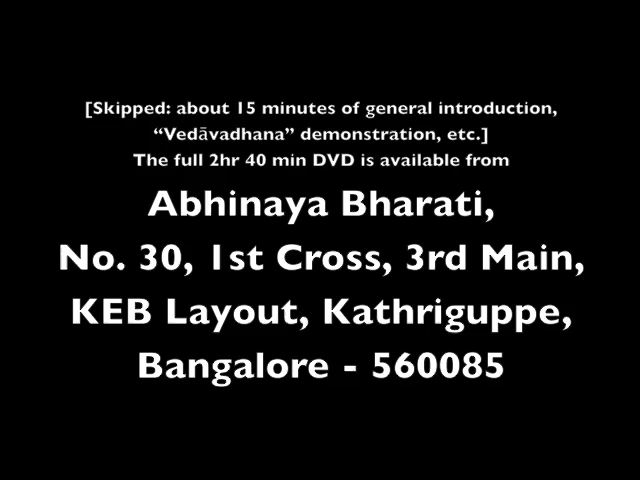 [Skipped: about 15 minutes of general introduction,
“Vedāvadhana” demonstration, etc.]
The full 2hr 40 min DVD is available from
Abhinaya Bharati,
No. 30, 1st Cross, 3rd Main,
KEB Layout, Kathriguppe,
Bangalore - 560085